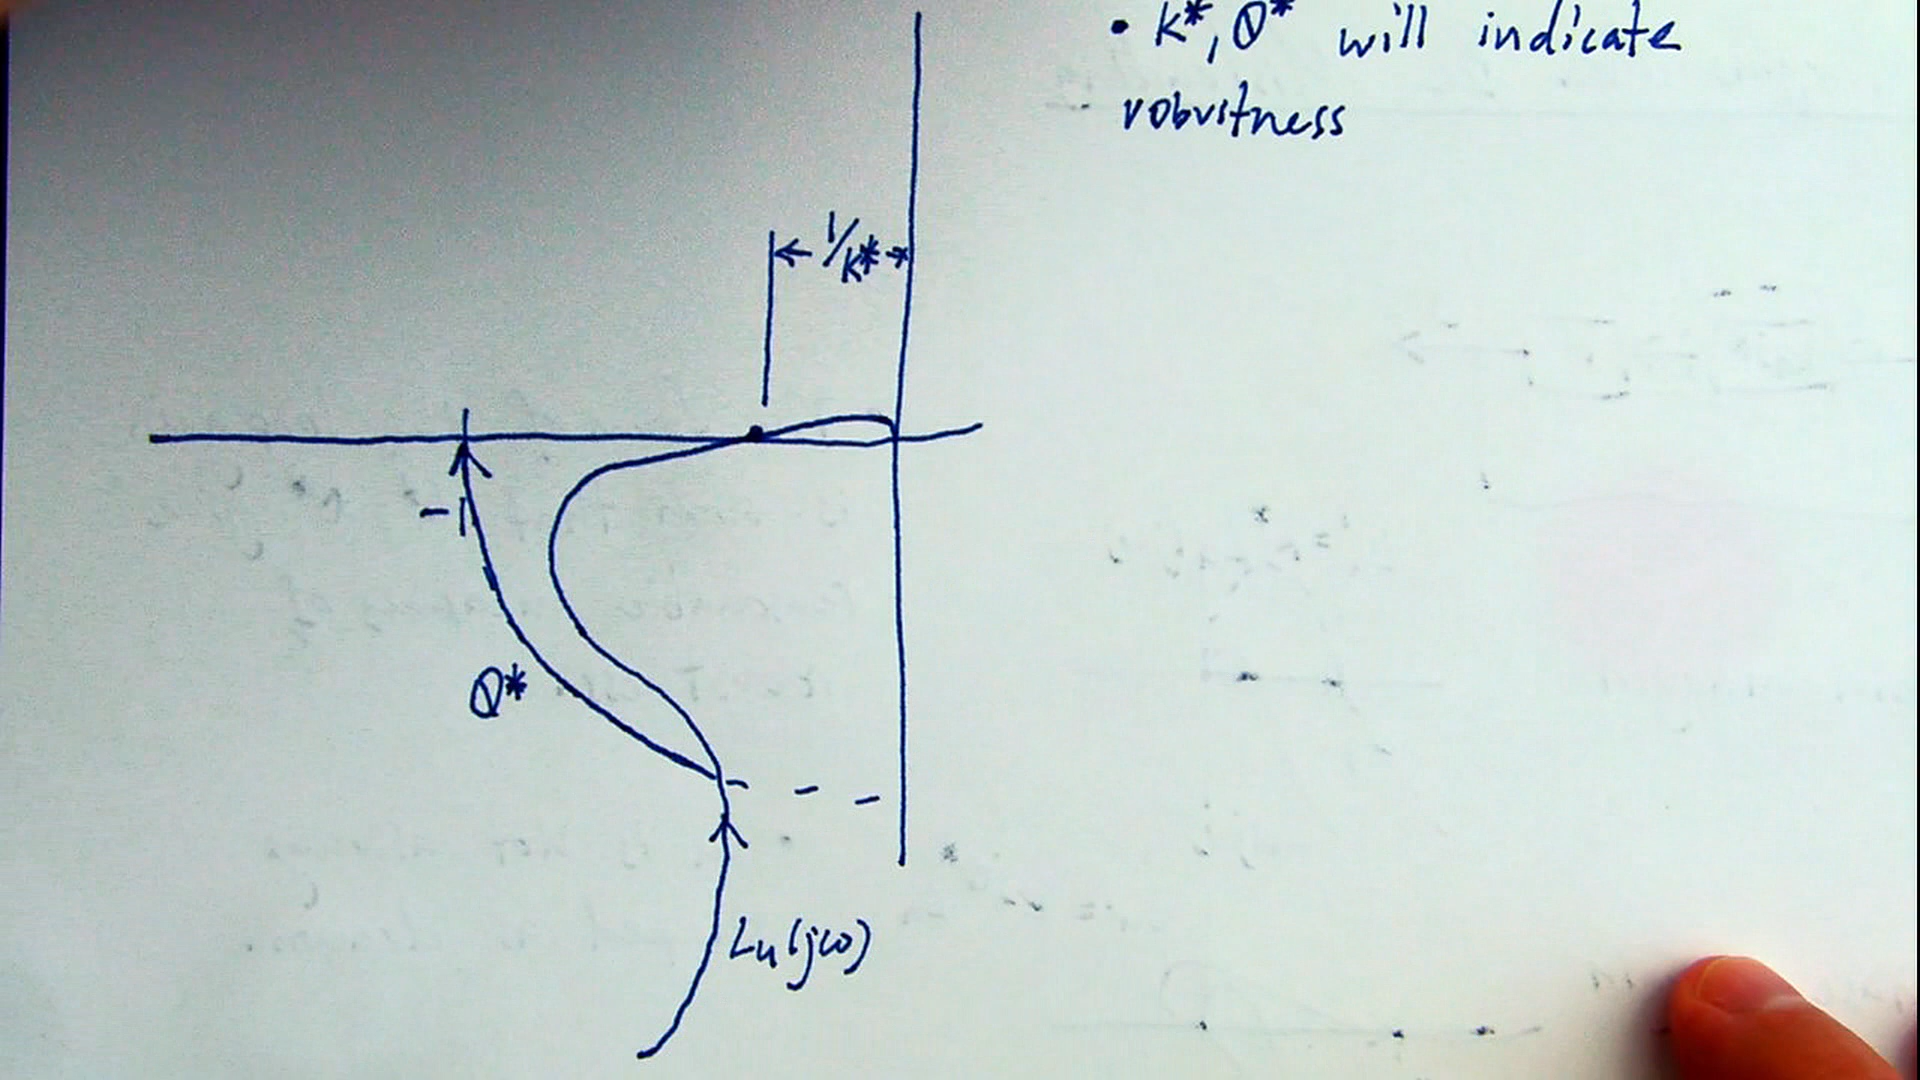 • k*, θ* will indicate
robustness
1/k*
-1
θ*
Lu(jω)